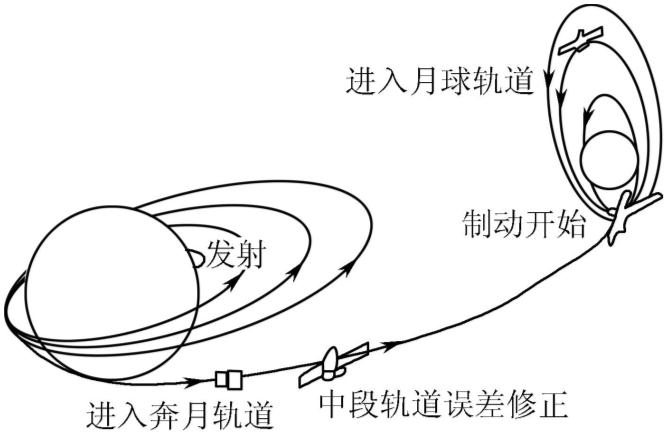 进入月球轨道
制动开始
发射
进入奔月轨道
中段轨道误差修正